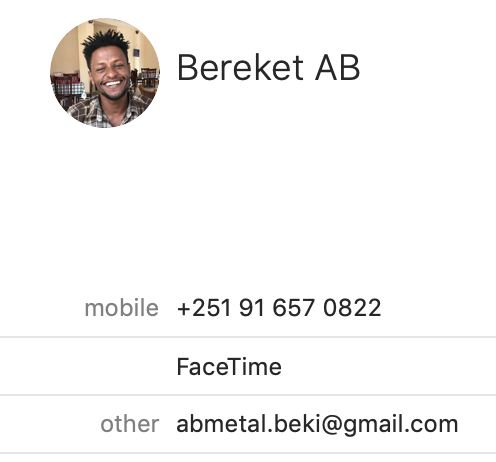 Bereket AB
mobile +251 91 657 0822
FaceTime
other abmetal.beki@gmail.com